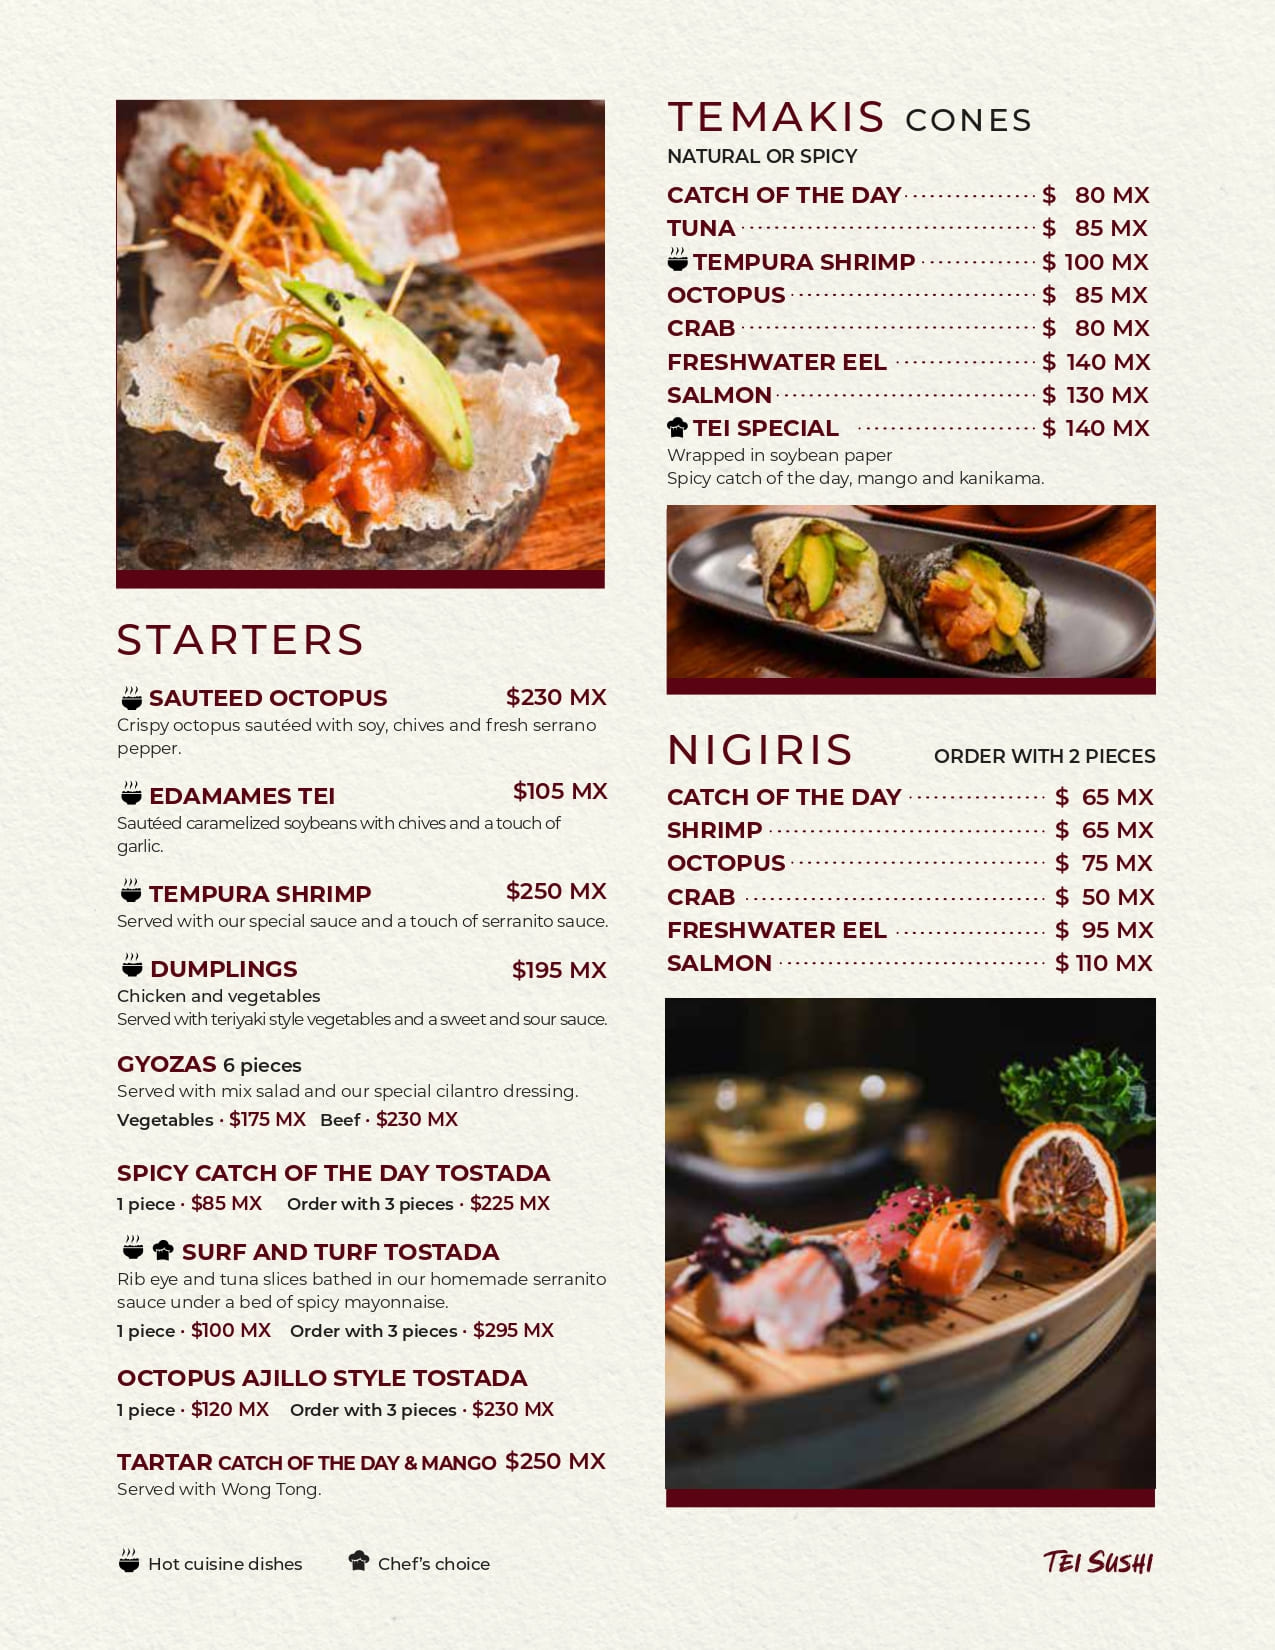 STARTERS
SAUTEED OCTOPUS $230 MX
Crispy octopus sautéed with soy, chives and fresh serrano
pepper.
EDAMAMES TEI $105 MX
Sautéed caramelized soybeans with chives and a touch of
garlic.
TEMPURA SHRIMP $250 MX
Served with our special sauce and a touch of serranito sauce.
DUMPLINGS $195 MX
Chicken and vegetables
Served with teriyaki style vegetables and a sweet and sour sauce.
GYOZAS 6 pieces
Served with mix salad and our special cilantro dressing.
Vegetables · $175 MX Beef · $230 MX
SPICY CATCH OF THE DAY TOSTADA
1 piece · $85 MX Order with 3 pieces · $225 MX
SURF AND TURF TOSTADA
Rib eye and tuna slices bathed in our homemade serranito
sauce under a bed of spicy mayonnaise.
1 piece · $100 MX Order with 3 pieces · $295 MX
OCTOPUS AJILLO STYLE TOSTADA
1 piece · $120 MX Order with 3 pieces · $230 MX
TARTAR CATCH OF THE DAY & MANGO $250 MX
Served with Wong Tong.
Hot cuisine dishes Chef's choice
TEMAKIS CONES
NATURAL OR SPICY
CATCH OF THE DAY $ 80 MX
TUNA $ 85 MX
TEMPURA SHRIMP $ 100 MX
OCTOPUS $ 85 MX
CRAB $ 80 MX
FRESHWATER EEL $ 140 MX
SALMON $ 130 MX
TEI SPECIAL $ 140 MX
Wrapped in soybean paper
Spicy catch of the day, mango and kanikama.
NIGIRIS ORDER WITH 2 PIECES
CATCH OF THE DAY $ 65 MX
SHRIMP $ 65 MX
OCTOPUS $ 75 MX
CRAB $ 50 MX
FRESHWATER EEL $ 95 MX
SALMON $ 110 MX
TEI SUSHI